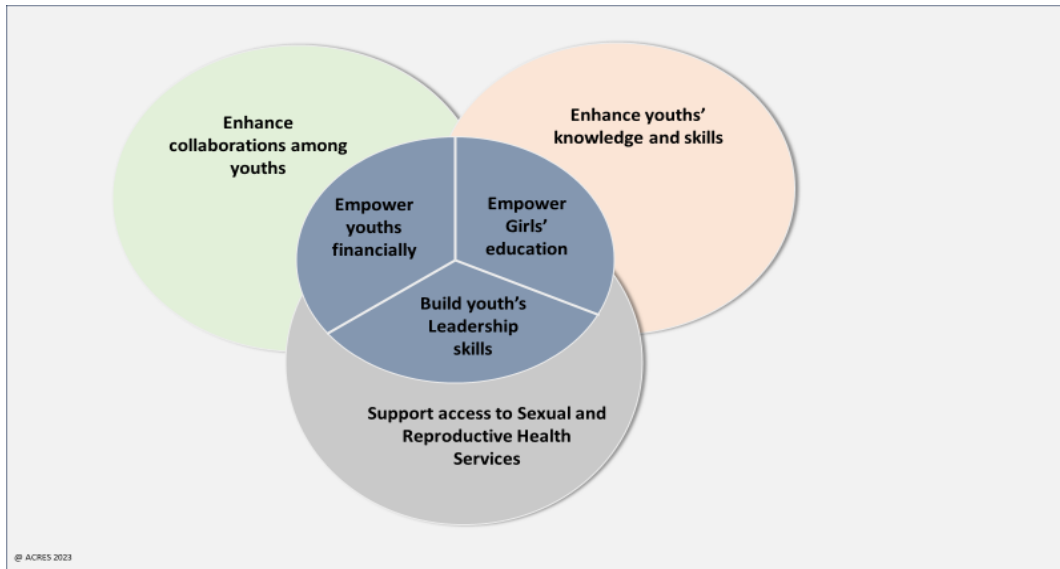 Enhance
collaborations among
youths
Enhance youths’
knowledge and skills
Empower
youths
financially
Empower
Girls’
education
Build youth’s
Leadership
skills
Support access to Sexual and
Reproductive Health
Services
@ ACRES 2023